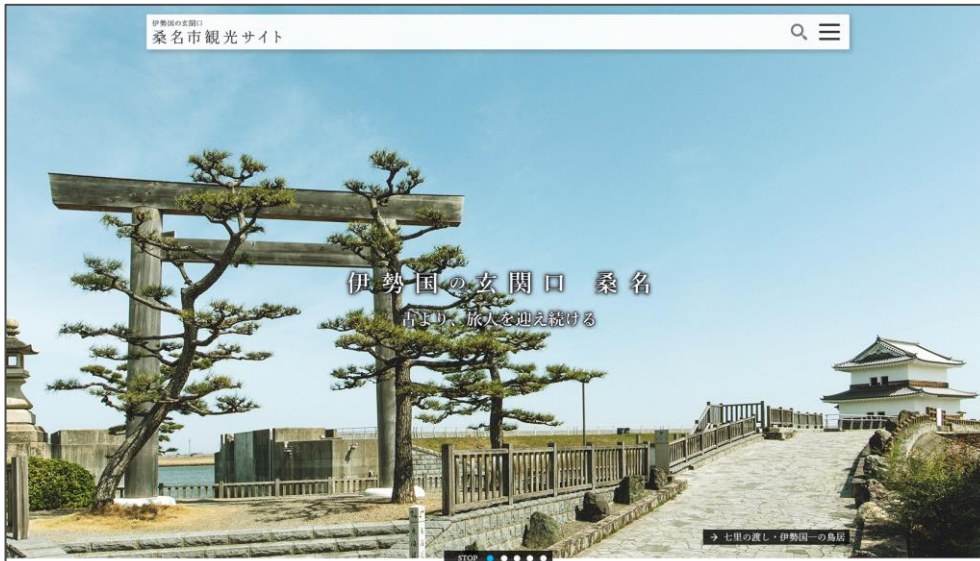 伊勢国の玄関口
桑名市観光サイト
伊勢国の玄関口 桑名
古より、旅人を迎え続ける
→ 七里の渡し・伊勢国一の鳥居
STOP